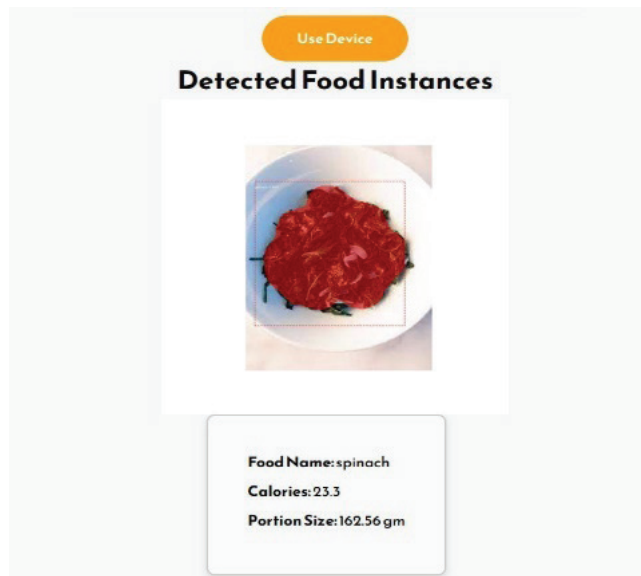 Use Device
Detected Food Instances
Food Name: spinach
Calories: 23.3
Portion Size: 162.56 gm